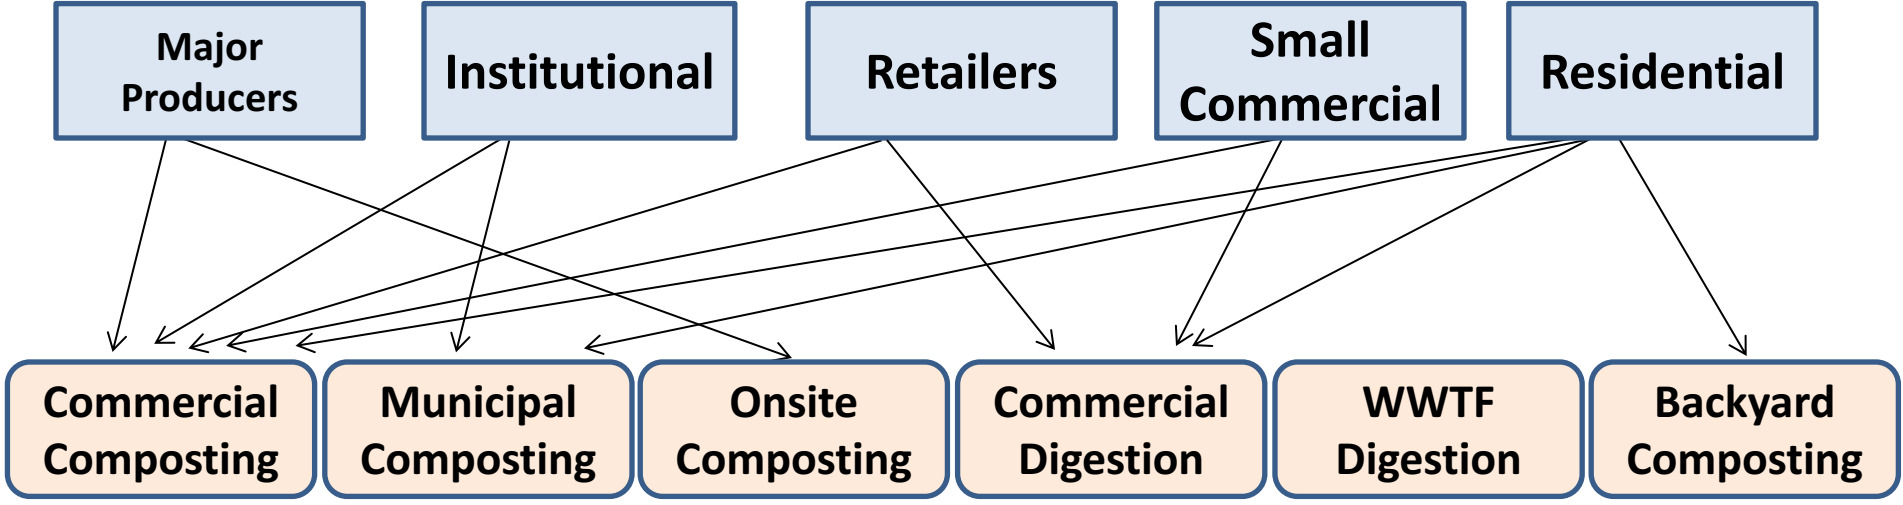 Major
Producers
Institutional
Retailers
Small
Commercial
Residential
Commercial
Composting
Municipal
Composting
Onsite
Composting
Commercial
Digestion
WWTF
Digestion
Backyard
Composting